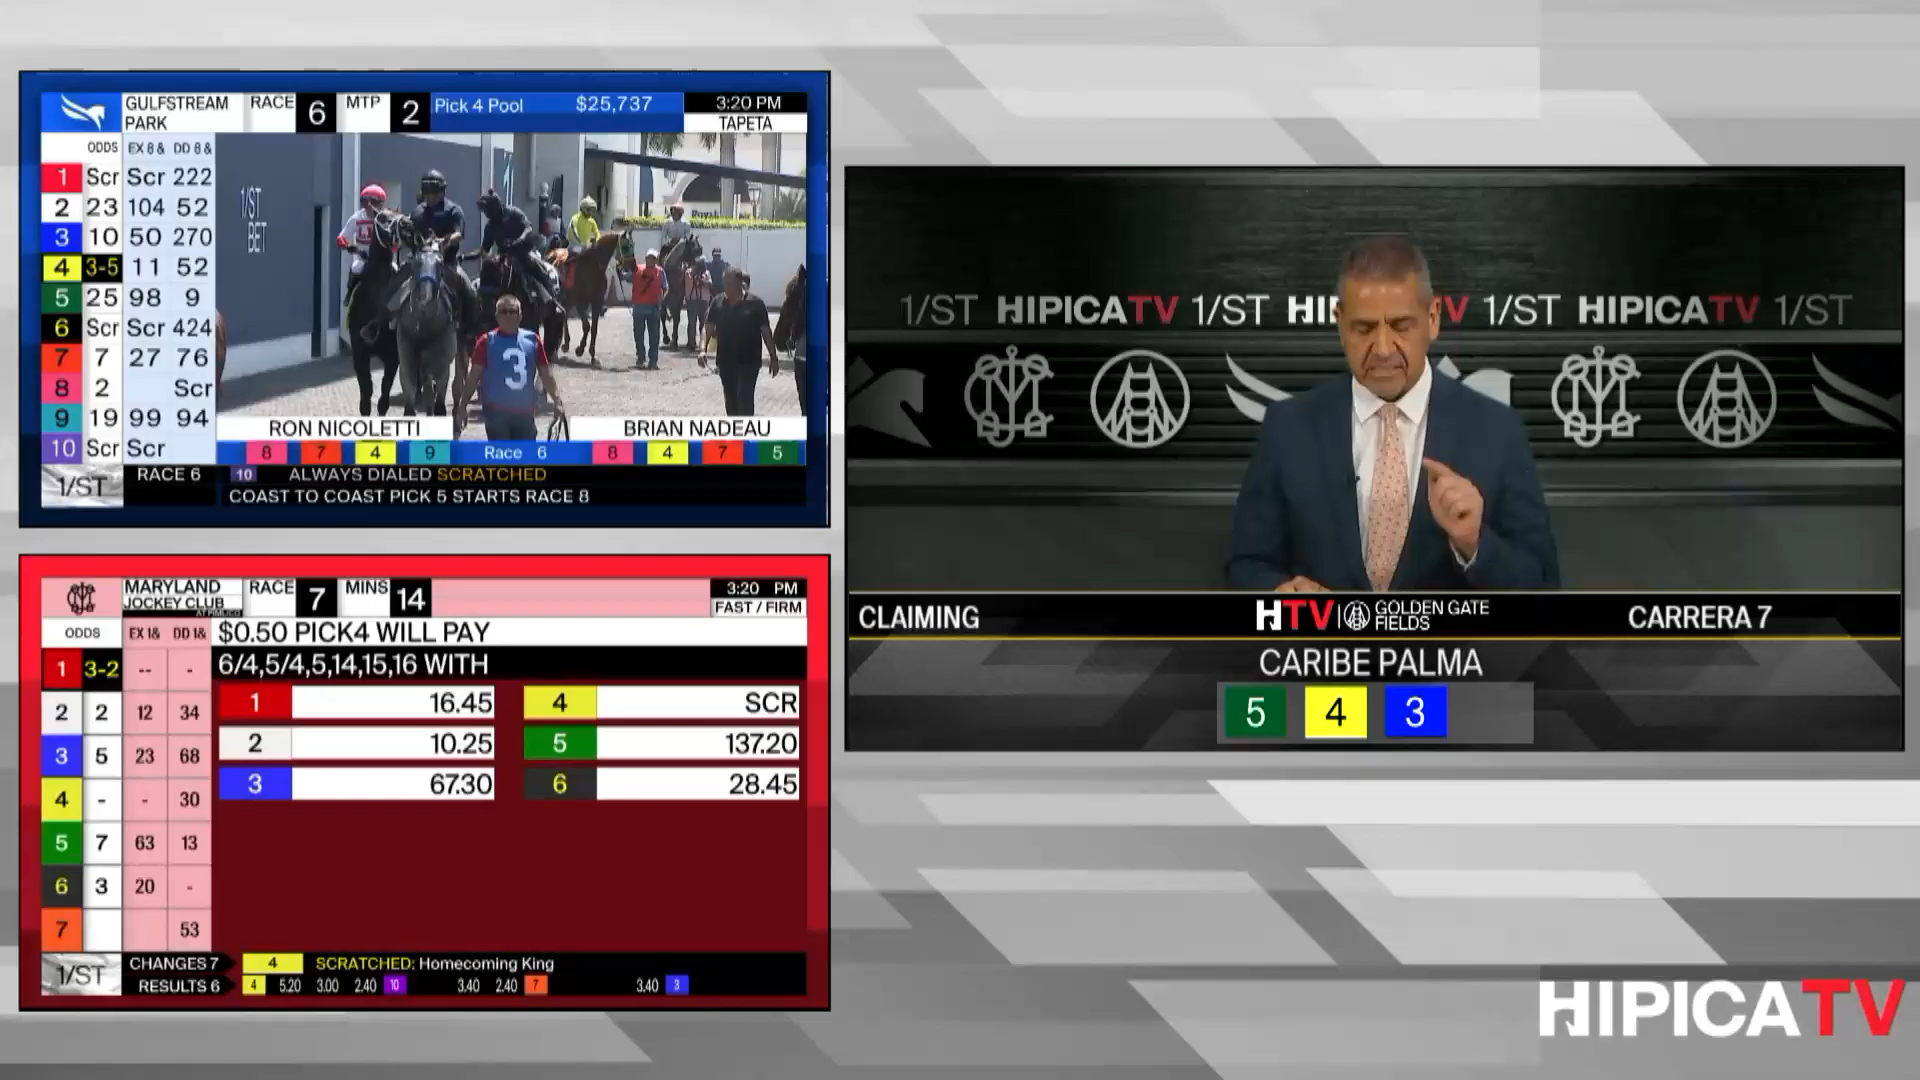 GULFSTREAM PARK RACE 6 MTP 2 Pick 4 Pool $25,737 3:20 PM
TAPETA
ODDS EX 8& DD 8&
1 Scr Scr 222
2 23 104 52
3 10 50 270
4 3-5 11 52
5 25 98 9
6 Scr Scr 424
7 7 27 76
8 2 Scr
9 19 99 94
10 Scr Scr
1/ST
BET
7
3
RON NICOLETTI BRIAN NADEAU
8 7 4 9 Race 6 8 4 7 5
1/ST RACE 6 10 ALWAYS DIALED SCRATCHED
COAST TO COAST PICK 5 STARTS RACE 8
MARYLAND JOCKEY CLUB AT PIMLICO RACE 7 MINS 14 3:20 PM
FAST / FIRM
ODDS EX 1& DD 1& $0.50 PICK4 WILL PAY
6/4,5/4,5,14,15,16 WITH
1 3-2 -- -
2 2 12 34
3 5 23 68
4 - - 30
5 7 63 13
6 3 20 -
7 53
1 16.45 4 SCR
2 10.25 5 137.20
3 67.30 6 28.45
1/ST CHANGES 7 4 SCRATCHED: Homecoming King
RESULTS 6 4 5.20 3.00 2.40 10 3.40 2.40 7 3.40 3
1/ST HIPICATV 1/ST HI V 1/ST HIPICATV 1/ST
CLAIMING HTV GOLDEN GATE FIELDS CARRERA 7
CARIBE PALMA
5 4 3
HIPICATV